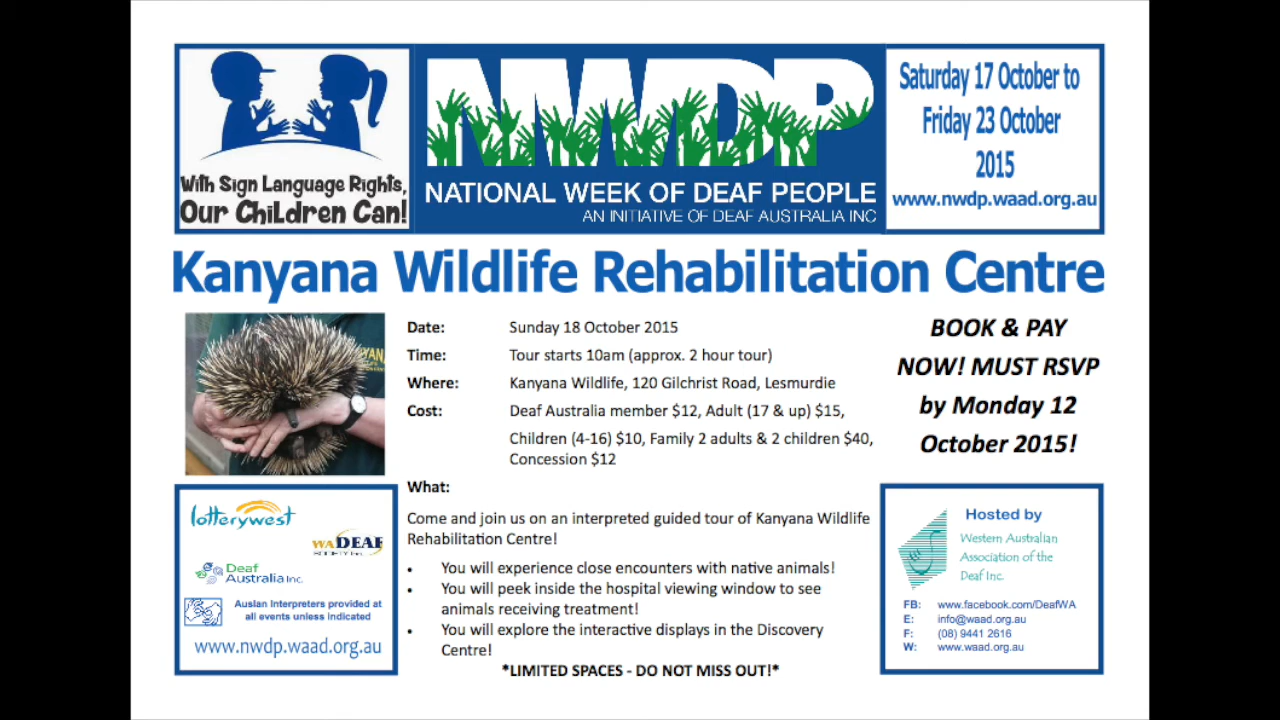 With Sign Language Rights,
Our Children Can!
NWDP
NATIONAL WEEK OF DEAF PEOPLE
AN INITIATIVE OF DEAF AUSTRALIA INC
Saturday 17 October to
Friday 23 October
2015
www.nwdp.waad.org.au
Kanyana Wildlife Rehabilitation Centre
Date: Sunday 18 October 2015
Time: Tour starts 10am (approx. 2 hour tour)
Where: Kanyana Wildlife, 120 Gilchrist Road, Lesmurdie
Cost: Deaf Australia member $12, Adult (17 & up) $15,
Children (4-16) $10, Family 2 adults & 2 children $40,
Concession $12
What:
Come and join us on an interpreted guided tour of Kanyana Wildlife
Rehabilitation Centre!
• You will experience close encounters with native animals!
• You will peek inside the hospital viewing window to see
animals receiving treatment!
• You will explore the interactive displays in the Discovery
Centre!
*LIMITED SPACES - DO NOT MISS OUT!*
BOOK & PAY
NOW! MUST RSVP
by Monday 12
October 2015!
lotterywest
WADEAF
SOCIETY Inc.
Deaf
Australia Inc.
Auslan Interpreters provided at
all events unless indicated
www.nwdp.waad.org.au
Hosted by
Western Australian
Association of the
Deaf Inc.
FB: www.facebook.com/DeafWA
E: info@waad.org.au
F: (08) 9441 2616
W: www.waad.org.au